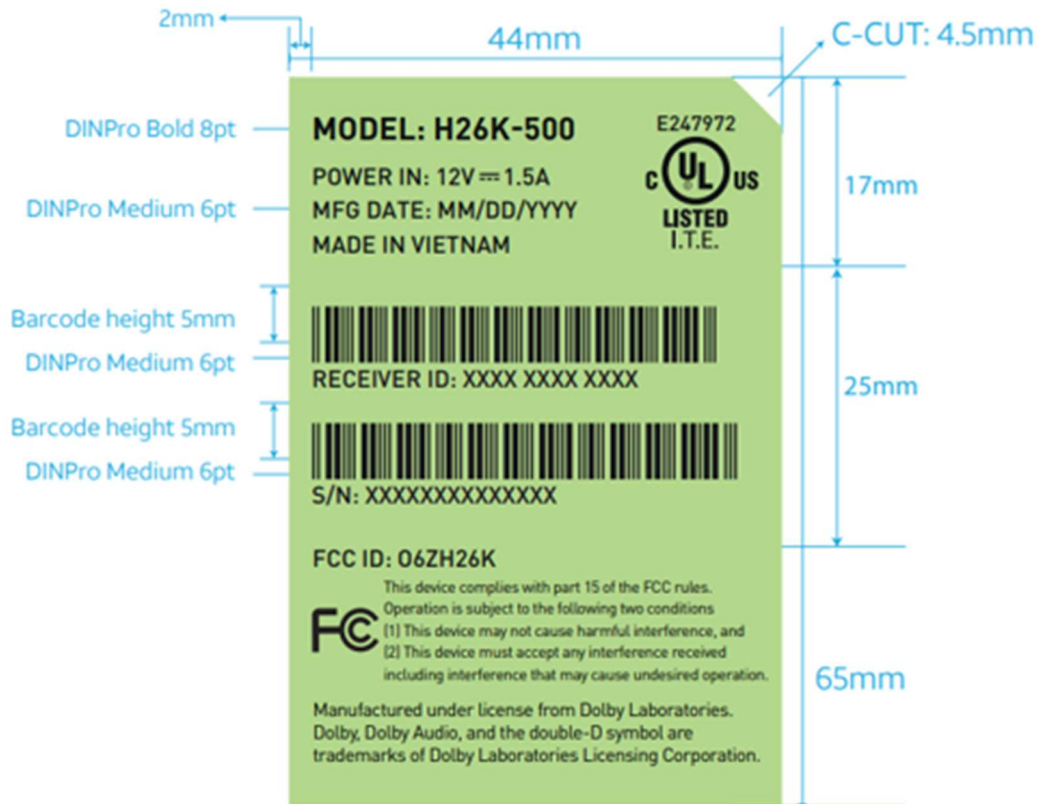 2mm
44mm
C-CUT: 4.5mm
DINPro Bold 8pt
MODEL: H26K-500
E247972
C UL US
®
LISTED
I.T.E.
17mm
POWER IN: 12V ⎓ 1.5A
DINPro Medium 6pt
MFG DATE: MM/DD/YYYY
MADE IN VIETNAM
Barcode height 5mm
DINPro Medium 6pt
RECEIVER ID: XXXX XXXX XXXX
25mm
Barcode height 5mm
DINPro Medium 6pt
S/N: XXXXXXXXXXXXXX
FCC ID: O6ZH26K
FC
This device complies with part 15 of the FCC rules.
Operation is subject to the following two conditions
(1) This device may not cause harmful interference, and
(2) This device must accept any interference received
including interference that may cause undesired operation.
65mm
Manufactured under license from Dolby Laboratories.
Dolby, Dolby Audio, and the double-D symbol are
trademarks of Dolby Laboratories Licensing Corporation.